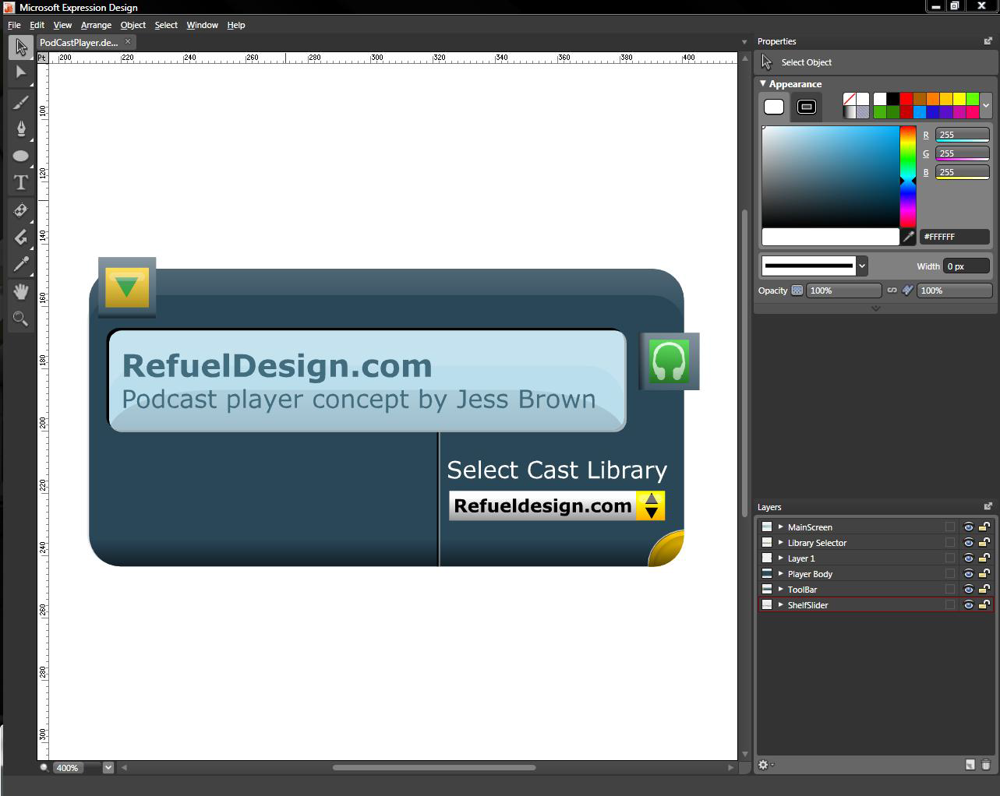 Microsoft Expression Design
File Edit View Arrange Object Select Window Help
PodCastPlayer.de...
Pt 200 220 240 260 280 300 320 340 360 380 400
100
120
140
160
180
200
220
240
260
280
300
RefuelDesign.com
Podcast player concept by Jess Brown
Select Cast Library
Refueldesign.com
400%
Properties
Select Object
Appearance
R 255
G 255
B 255
#FFFFFF
Width 0 px
Opacity 100% 100%
Layers
MainScreen
Library Selector
Layer 1
Player Body
ToolBar
ShelfSlider